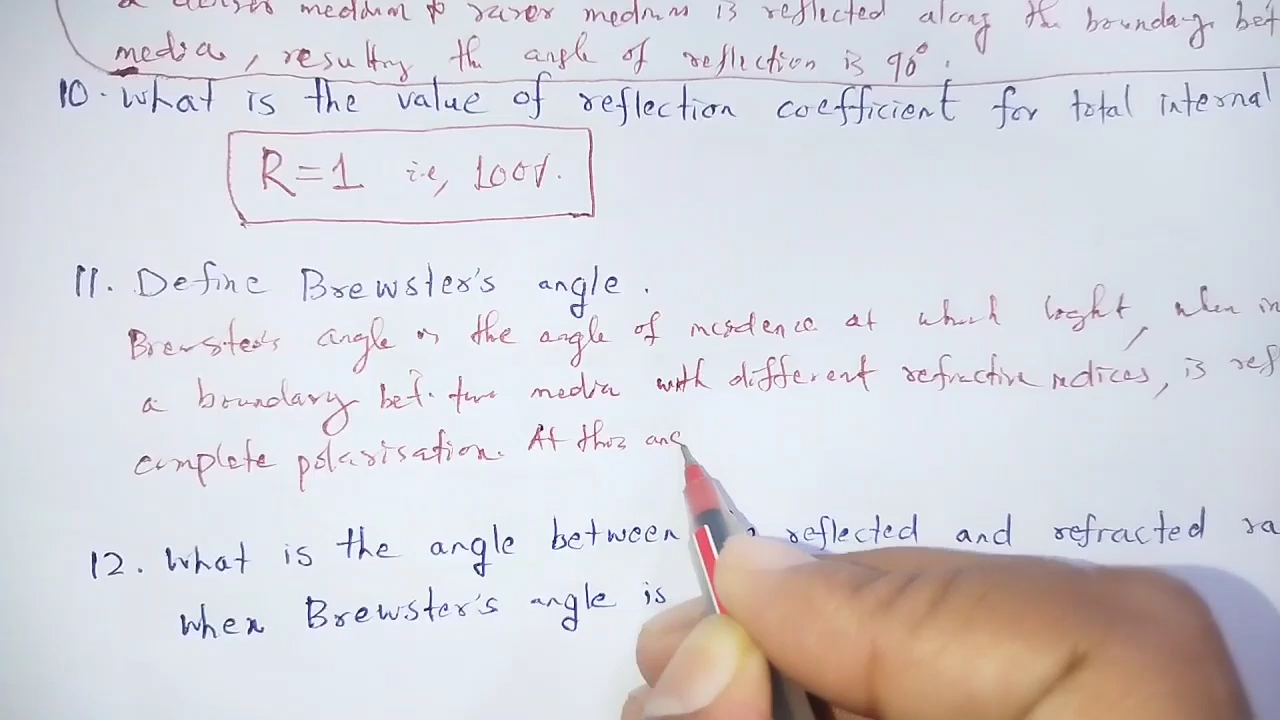 a denser medium to rarer medium is reflected along the boundary bet
media, resulting the angle of reflection is 90°.
10. What is the value of reflection coefficient for total internal
R=1 i.e, 100%.
11. Define Brewster's angle.
Brewster's angle is the angle of incidence at which light, when in
a boundary bet. two media with different refractive indices, is ref
complete polarisation. At this ang
12. What is the angle between reflected and refracted ra
when Brewster's angle is